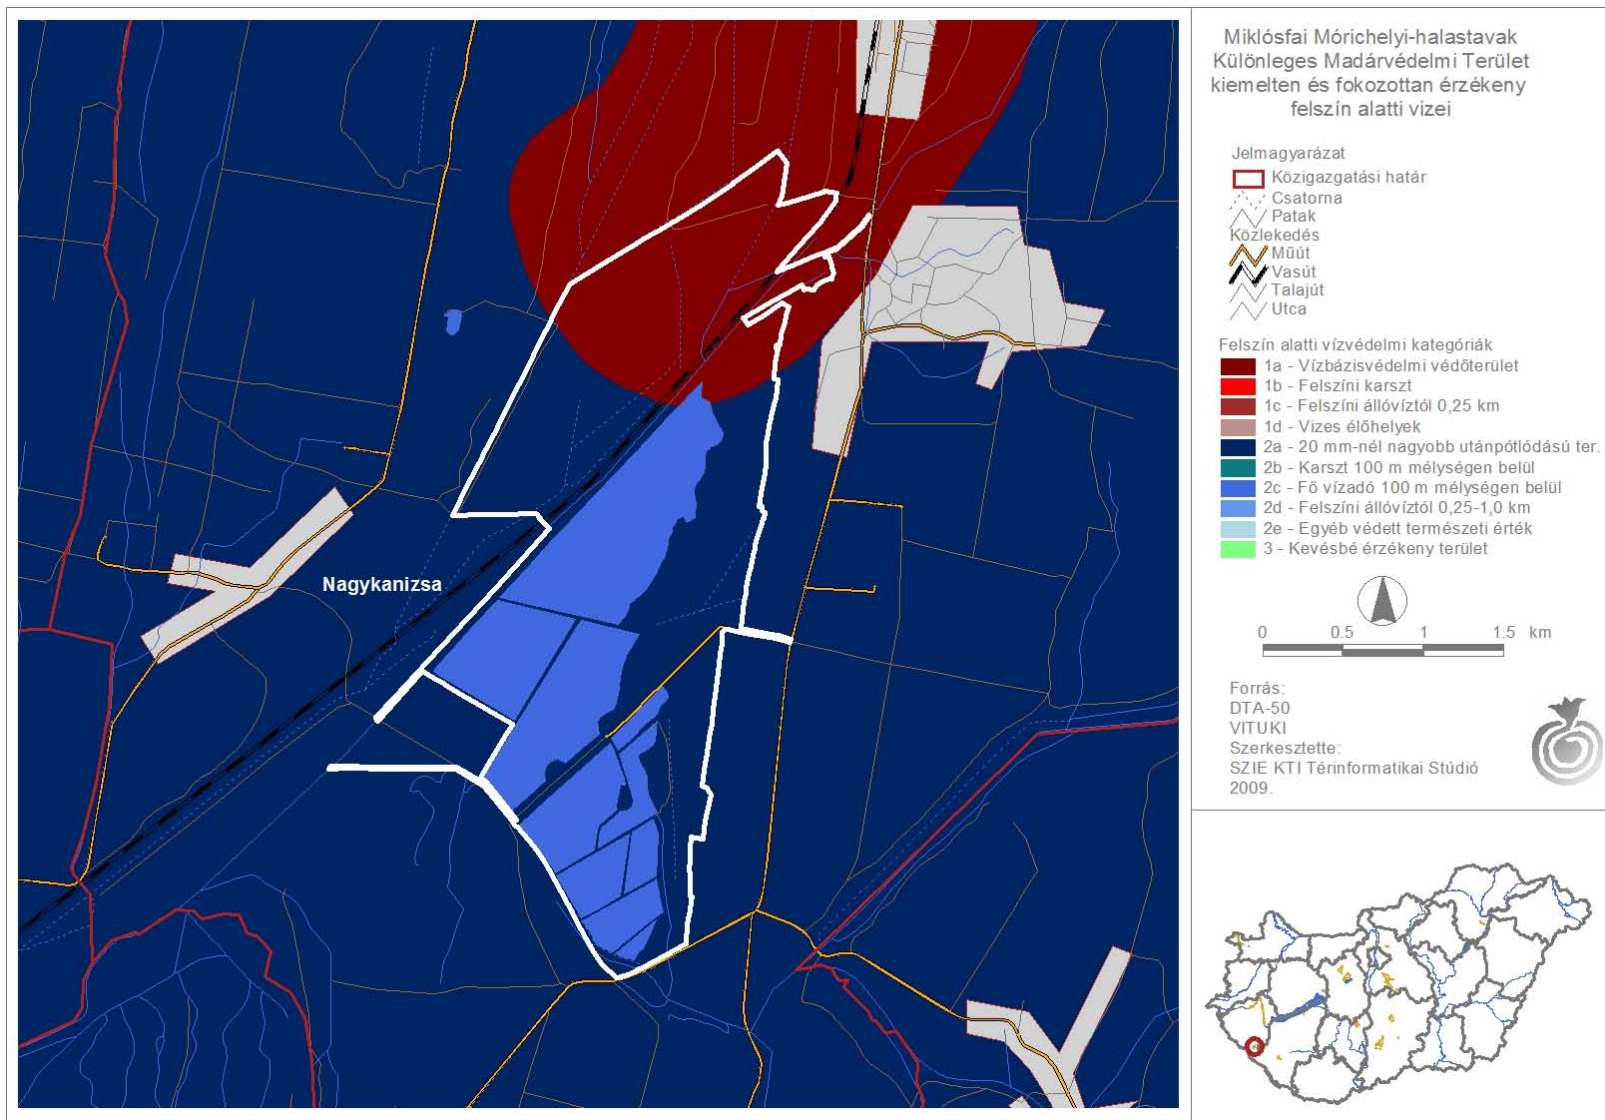 Miklósfai Mórichelyi-halastavak
Különleges Madárvédelmi Terület
kiemelten és fokozottan érzékeny
felszín alatti vizei
Jelmagyarázat
Közigazgatási határ
Csatorna
Patak
Közlekedés
Műút
Vasút
Talajút
Utca
Felszín alatti vízvédelmi kategóriák
1a - Vízbázisvédelmi védőterület
1b - Felszíni karszt
1c - Felszíni állóvíztól 0,25 km
1d - Vizes élőhelyek
2a - 20 mm-nél nagyobb utánpótlódású ter.
2b - Karszt 100 m mélységen belül
2c - Fő vízadó 100 m mélységen belül
2d - Felszíni állóvíztól 0,25-1,0 km
2e - Egyéb védett természeti érték
3 - Kevésbé érzékeny terület
0 0.5 1 1.5 km
Forrás:
DTA-50
VITUKI
Szerkesztette:
SZIE KTI Térinformatikai Stúdió
2009.
Nagykanizsa